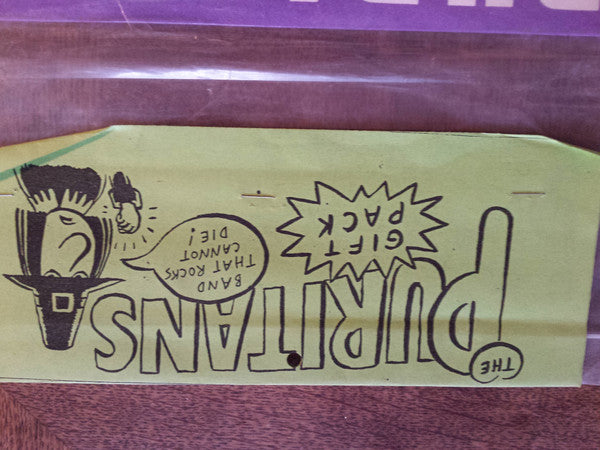 THE
PURITANS
GIFT
PACK
BAND
THAT ROCKS
CANNOT
DIE!